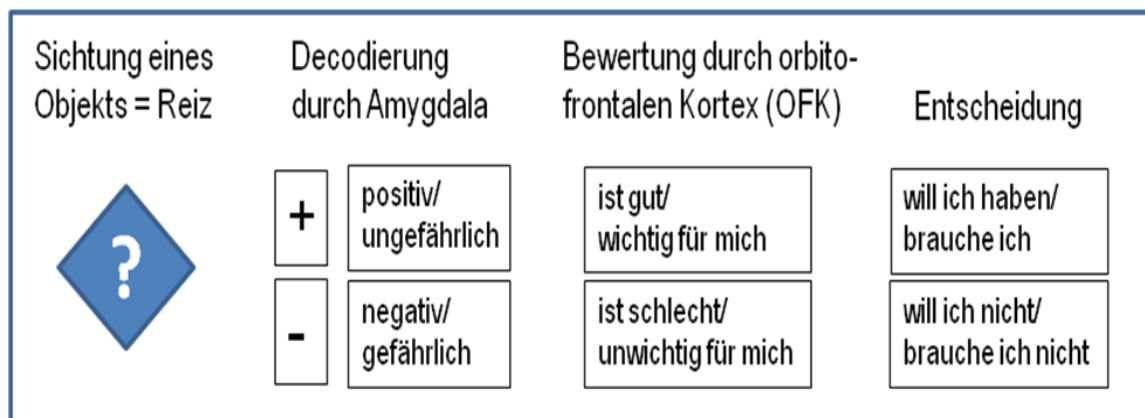 Sichtung eines
Objekts = Reiz
Decodierung
durch Amygdala
Bewertung durch orbito-
frontalen Kortex (OFK)
Entscheidung
?
+
positiv/
ungefährlich
ist gut/
wichtig für mich
will ich haben/
brauche ich
-
negativ/
gefährlich
ist schlecht/
unwichtig für mich
will ich nicht/
brauche ich nicht